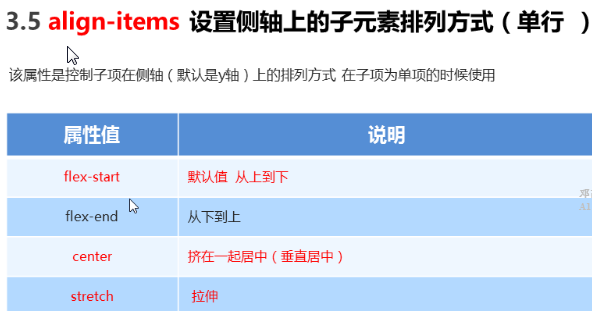 3.5 align-items 设置侧轴上的子元素排列方式（单行 ）
该属性是控制子项在侧轴（默认是y轴）上的排列方式 在子项为单项的时候使用
属性值 说明
flex-start 默认值 从上到下
flex-end 从下到上
center 挤在一起居中（垂直居中）
stretch 拉伸